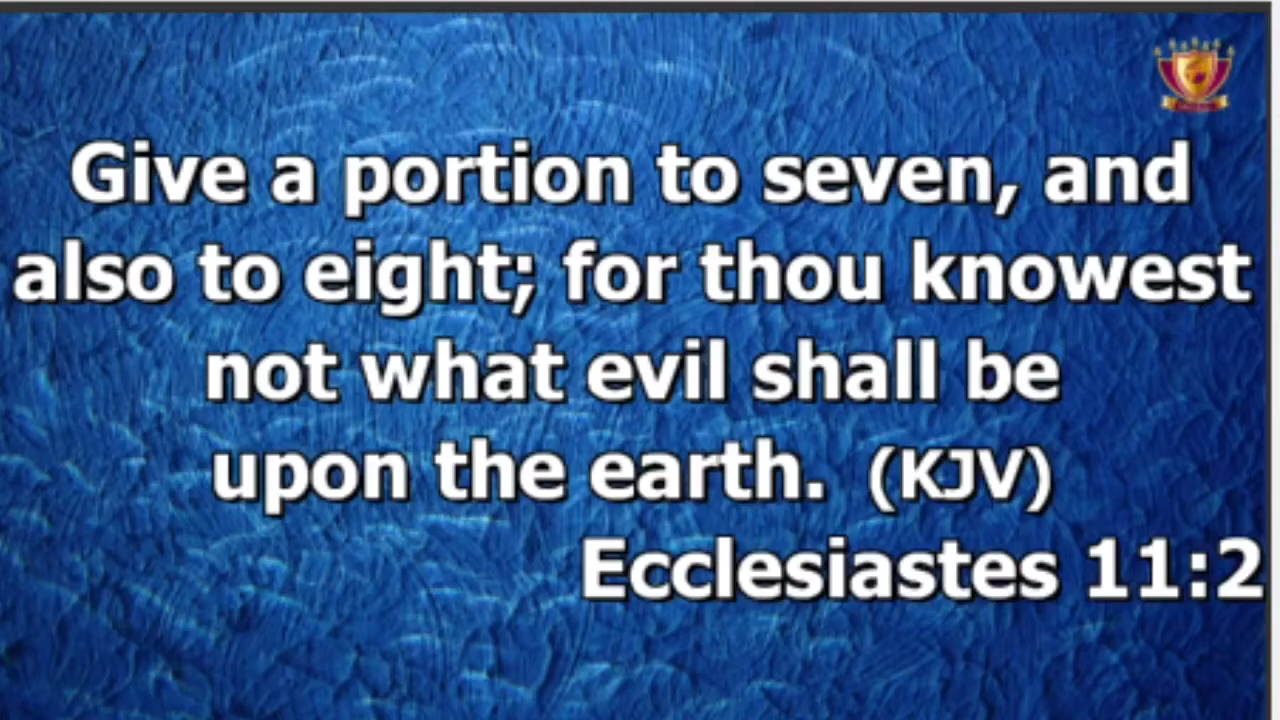 Give a portion to seven, and
also to eight; for thou knowest
not what evil shall be
upon the earth. (KJV)
Ecclesiastes 11:2